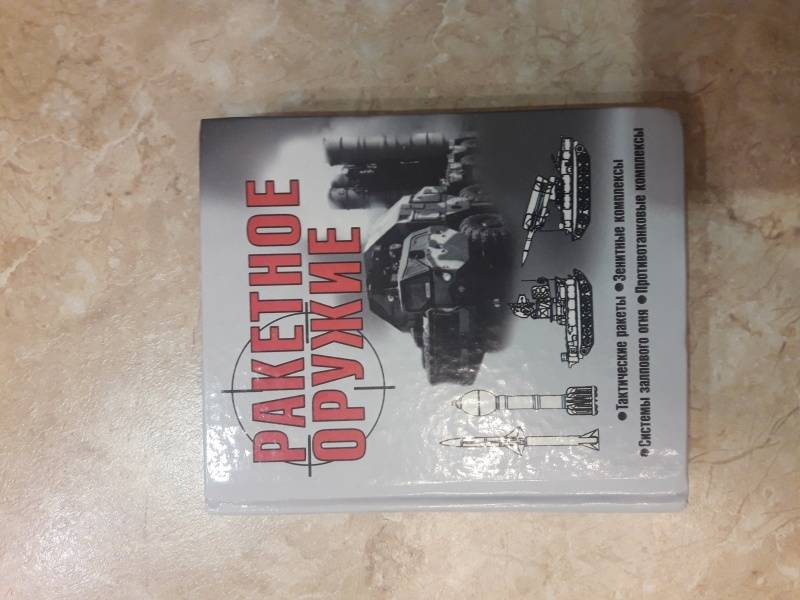 РАКЕТНОЕ
ОРУЖИЕ
●Тактические ракеты ●Зенитные комплексы
●Системы залпового огня ●Противотанковые комплексы